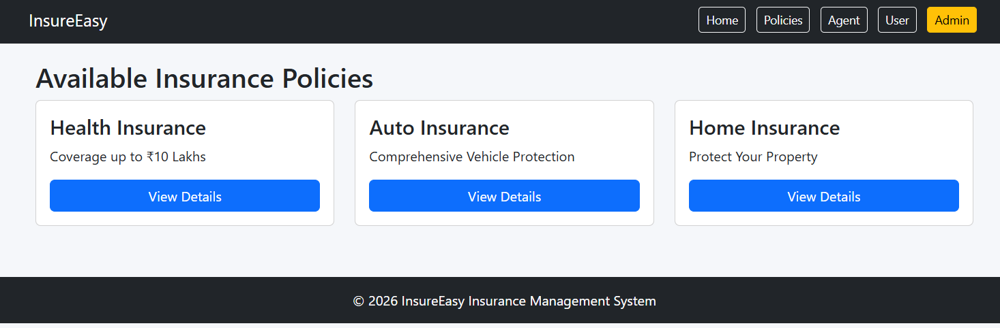 InsureEasy
Home Policies Agent User Admin
Available Insurance Policies
Health Insurance
Coverage up to ₹10 Lakhs
View Details
Auto Insurance
Comprehensive Vehicle Protection
View Details
Home Insurance
Protect Your Property
View Details
© 2026 InsureEasy Insurance Management System